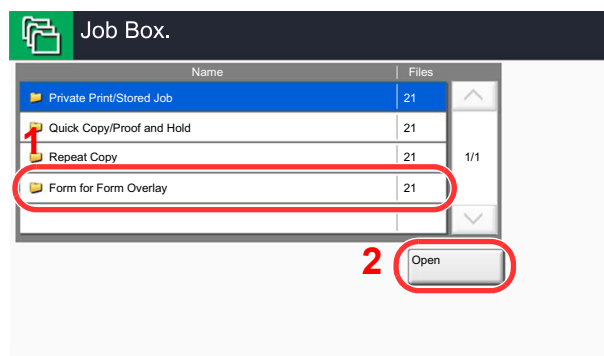 Job Box.
Name Files
Private Print/Stored Job 21
Quick Copy/Proof and Hold 21
1
Repeat Copy 21 1/1
Form for Form Overlay 21
2 Open